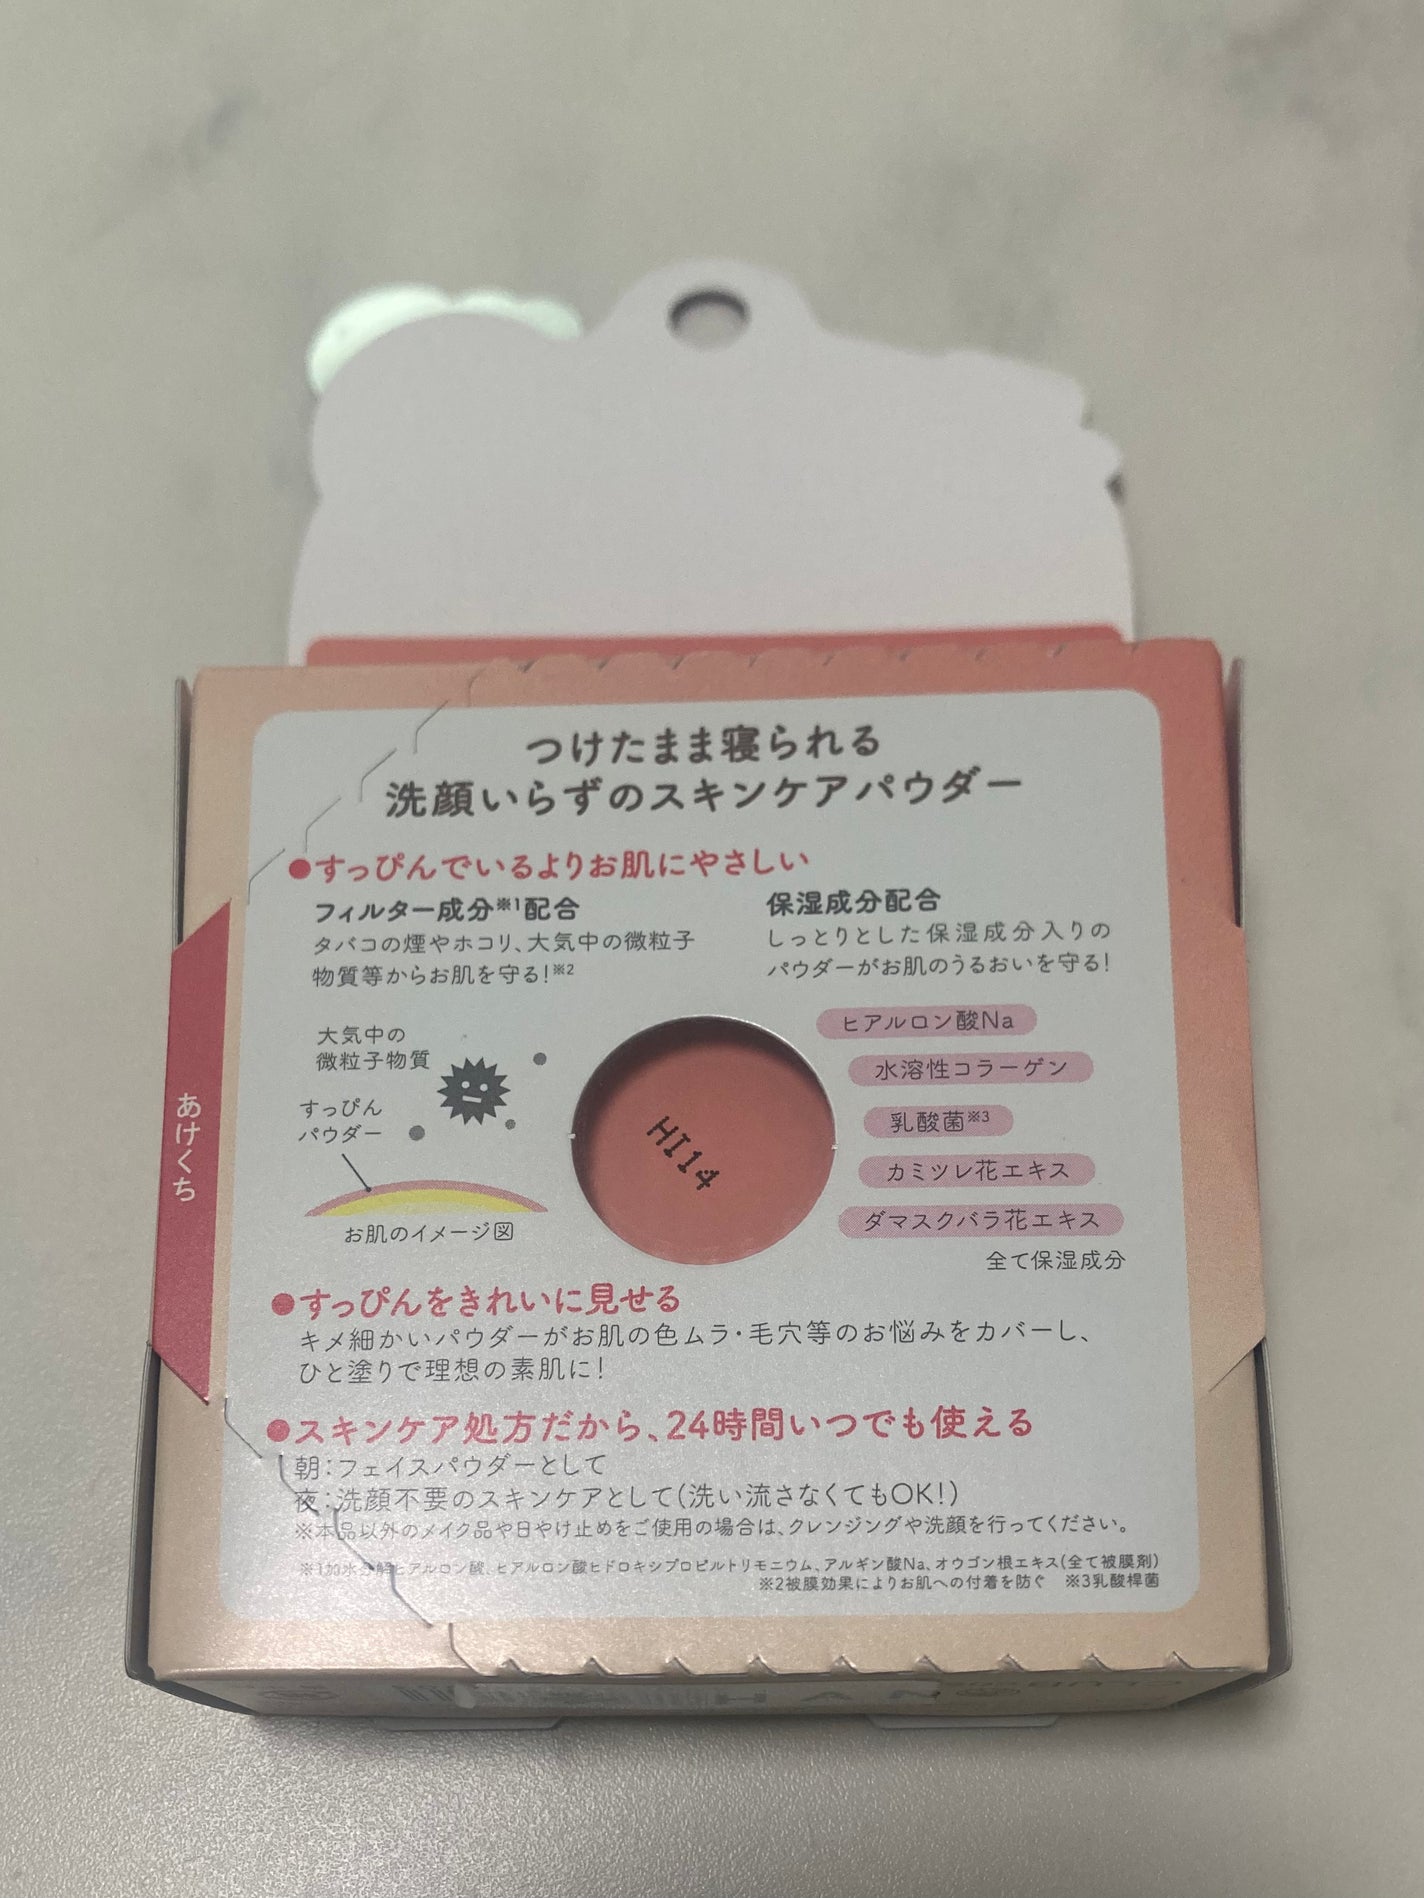 つけたまま寝られる
洗顔いらずのスキンケアパウダー
●すっぴんでいるよりお肌にやさしい
フィルター成分※1配合
タバコの煙やホコリ、大気中の微粒子
物質等からお肌を守る!※2
保湿成分配合
しっとりとした保湿成分入りの
パウダーがお肌のうるおいを守る!
大気中の
微粒子物質
すっぴん
パウダー
お肌のイメージ図
HI14
ヒアルロン酸Na
水溶性コラーゲン
乳酸菌※3
カミツレ花エキス
ダマスクバラ花エキス
全て保湿成分
あけくち
●すっぴんをきれいに見せる
キメ細かいパウダーがお肌の色ムラ・毛穴等のお悩みをカバーし、
ひと塗りで理想の素肌に!
●スキンケア処方だから、24時間いつでも使える
朝:フェイスパウダーとして
夜:洗顔不要のスキンケアとして(洗い流さなくてもOK!)
※本品以外のメイク品や日やけ止めをご使用の場合は、クレンジングや洗顔を行ってください。
※1加水分解ヒアルロン酸、ヒアルロン酸ヒドロキシプロピルトリモニウム、アルギン酸Na、オウゴン根エキス(全て被膜剤)
※2被膜効果によりお肌への付着を防ぐ ※3乳酸桿菌